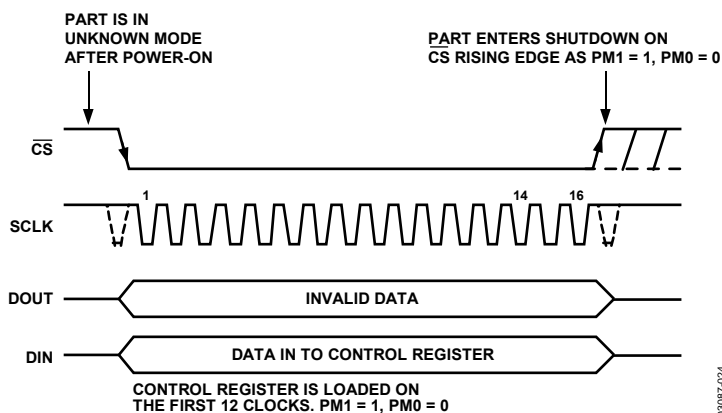 PART IS IN
UNKNOWN MODE
AFTER POWER-ON
PART ENTERS SHUTDOWN ON
CS RISING EDGE AS PM1 = 1, PM0 = 0
CS
1
14
16
SCLK
DOUT
INVALID DATA
DIN
DATA IN TO CONTROL REGISTER
CONTROL REGISTER IS LOADED ON
THE FIRST 12 CLOCKS. PM1 = 1, PM0 = 0